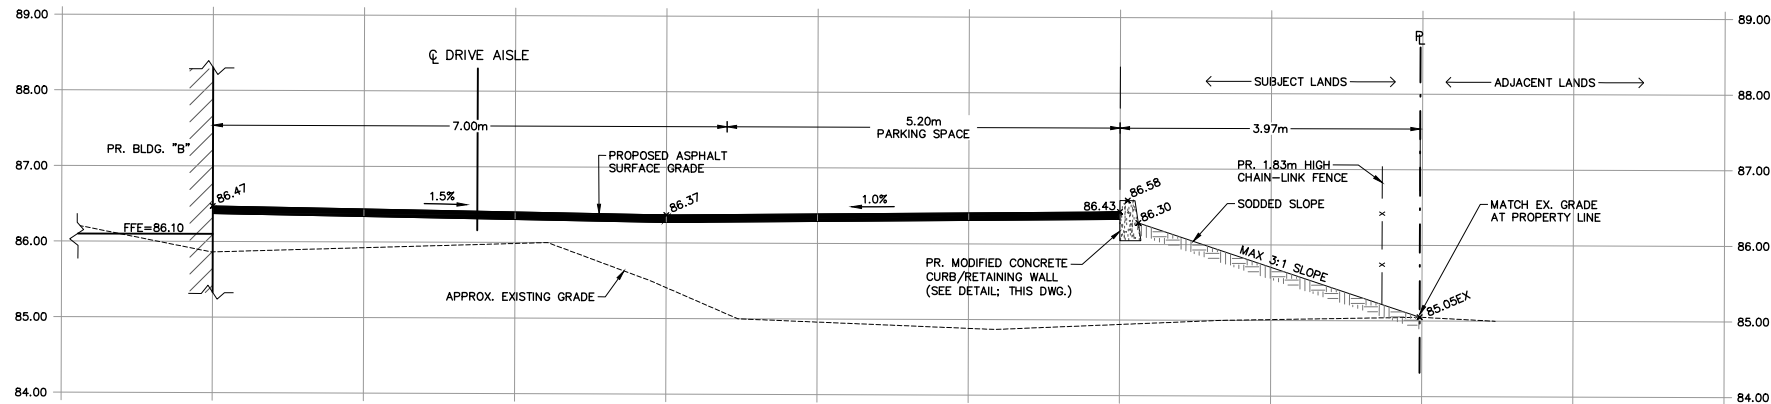 89.00
89.00
℄ DRIVE AISLE
℄
88.00
SUBJECT LANDS
ADJACENT LANDS
88.00
7.00m
5.20m
PARKING SPACE
3.97m
PR. BLDG. "B"
87.00
PROPOSED ASPHALT
SURFACE GRADE
PR. 1.83m HIGH
CHAIN-LINK FENCE
87.00
86.47
1.5%
86.37
1.0%
86.43
86.58
86.30
SODDED SLOPE
MATCH EX. GRADE
AT PROPERTY LINE
FFE=86.10
86.00
86.00
MAX 3:1 SLOPE
PR. MODIFIED CONCRETE
CURB/RETAINING WALL
(SEE DETAIL; THIS DWG.)
APPROX. EXISTING GRADE
85.05EX
85.00
85.00
84.00
84.00